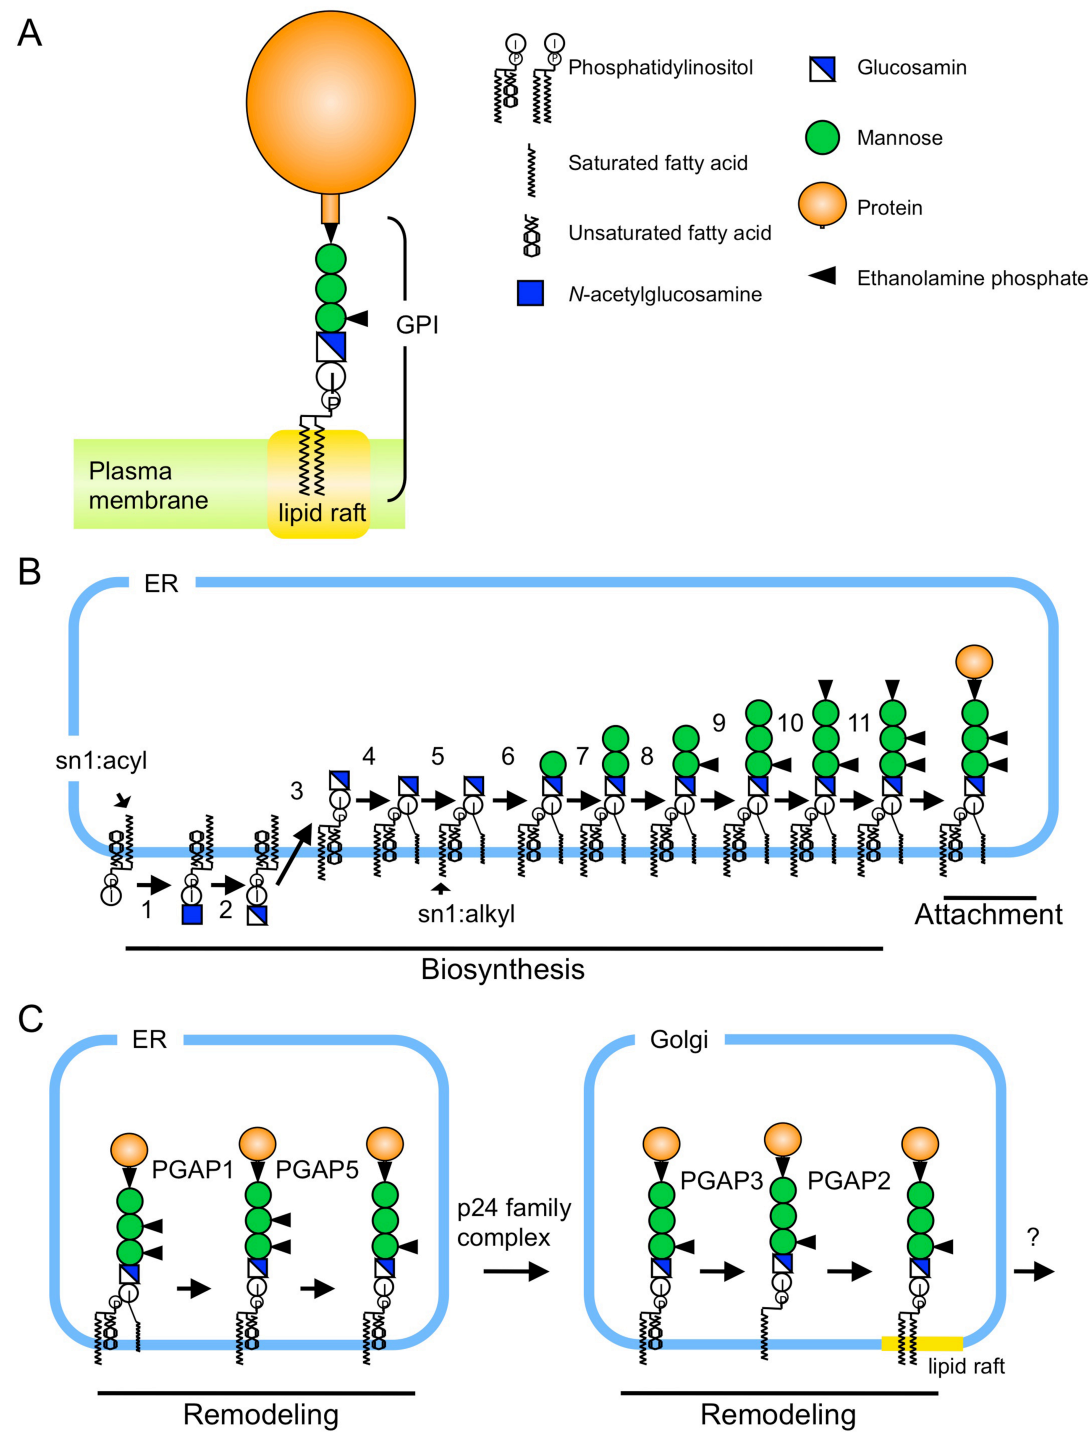 A
Phosphatidylinositol
Glucosamin
Saturated fatty acid
Mannose
Unsaturated fatty acid
Protein
N-acetylglucosamine
Ethanolamine phosphate
I
P
I
P
GPI
I
P
Plasma
membrane
lipid raft
B
ER
sn1:acyl
1
2
3
4
5
6
7
8
9
10
11
sn1:alkyl
Attachment
Biosynthesis
C
ER
PGAP1
PGAP5
p24 family
complex
Golgi
PGAP3
PGAP2
?
lipid raft
Remodeling
Remodeling